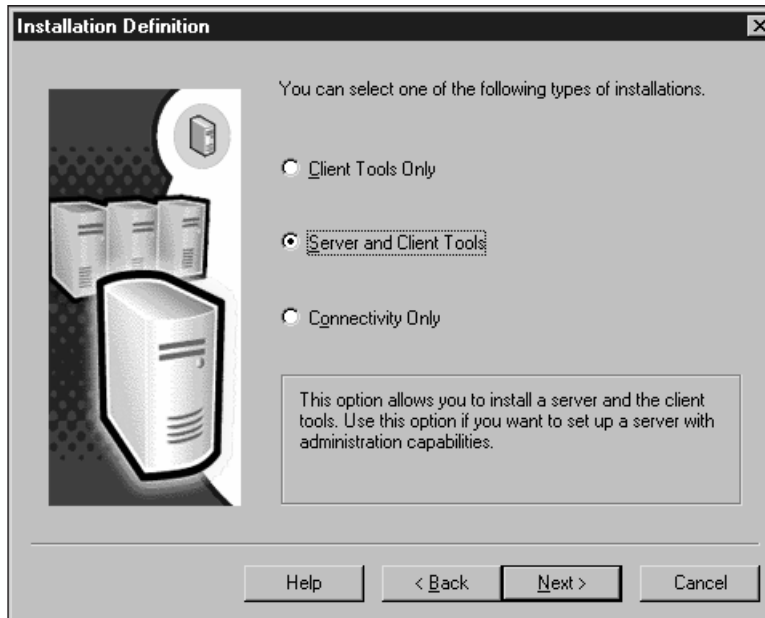 Installation Definition
You can select one of the following types of installations.
Client Tools Only
Server and Client Tools
Connectivity Only
This option allows you to install a server and the client
tools. Use this option if you want to set up a server with
administration capabilities.
Help
< Back
Next >
Cancel